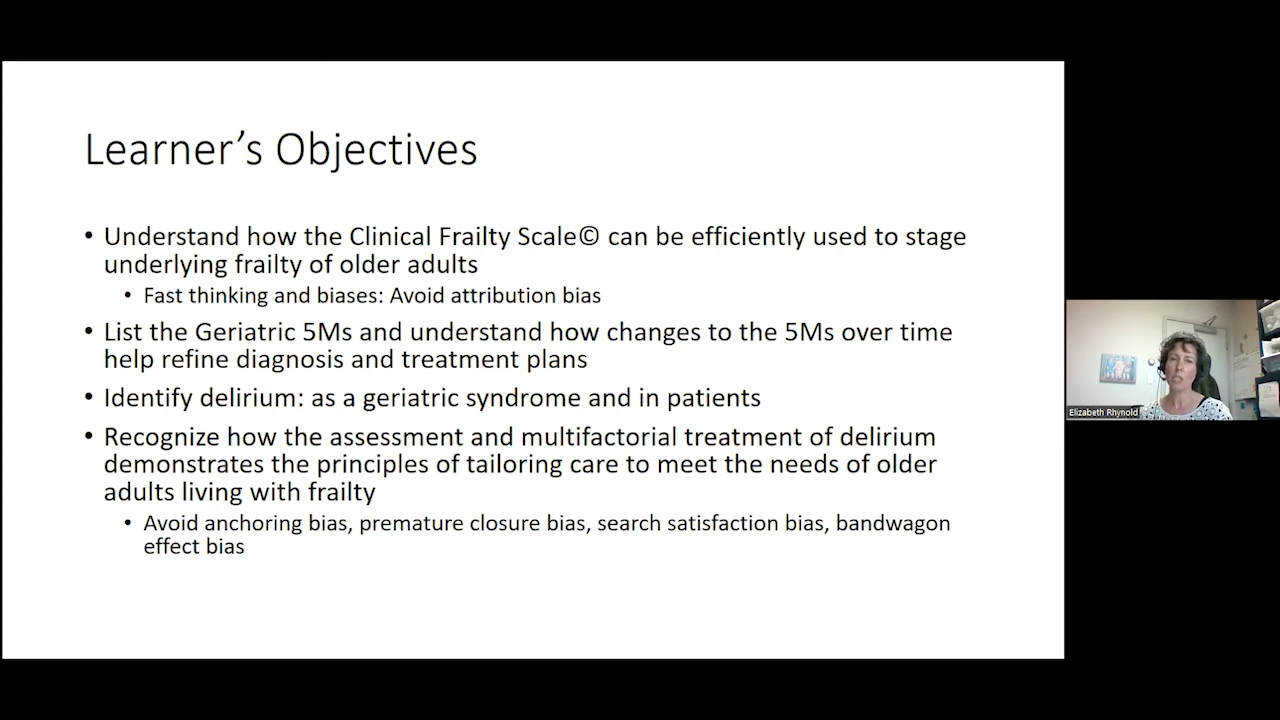 Learner’s Objectives
• Understand how the Clinical Frailty Scale© can be efficiently used to stage
underlying frailty of older adults
• Fast thinking and biases: Avoid attribution bias
• List the Geriatric 5Ms and understand how changes to the 5Ms over time
help refine diagnosis and treatment plans
• Identify delirium: as a geriatric syndrome and in patients
• Recognize how the assessment and multifactorial treatment of delirium
demonstrates the principles of tailoring care to meet the needs of older
adults living with frailty
• Avoid anchoring bias, premature closure bias, search satisfaction bias, bandwagon
effect bias
Elizabeth Rhynold